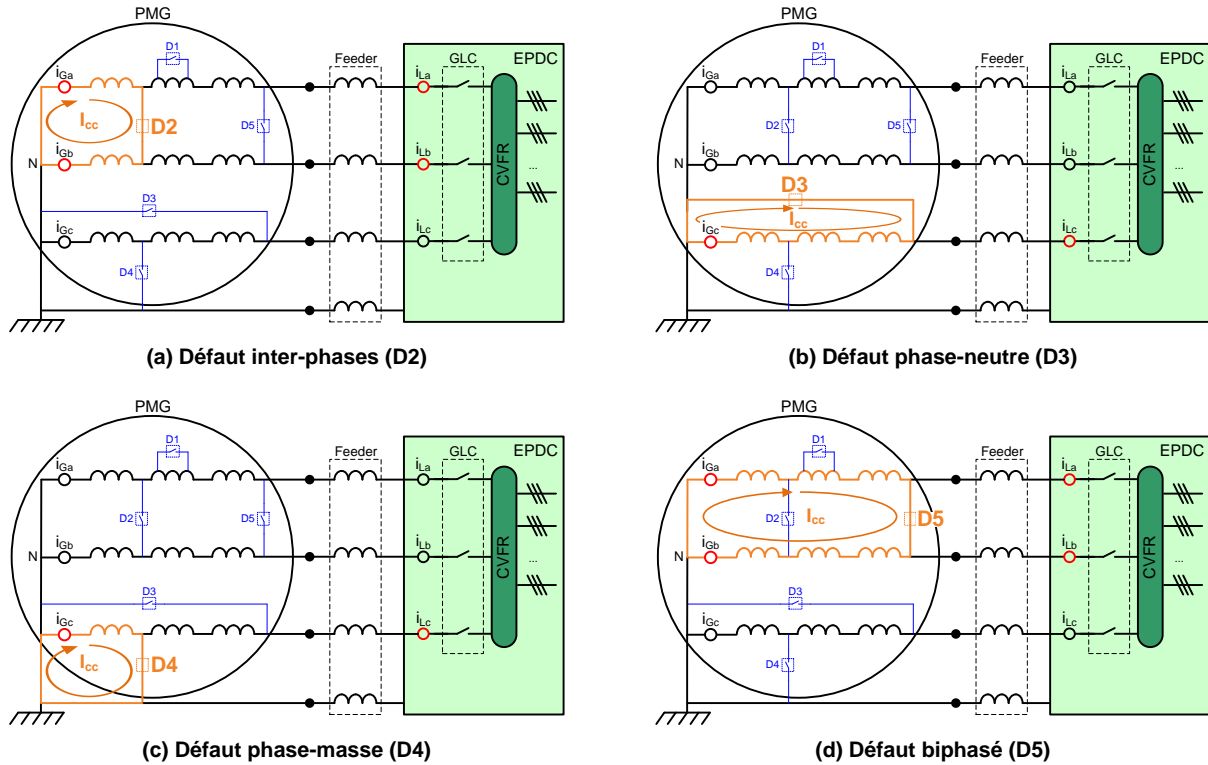 PMG
D1
Feeder
GLC
EPDC
iGa
iLa
Icc
D2
D5
CVFR
N
iGb
iLb
...
D3
iGc
iLc
D4
(a) Défaut inter-phases (D2)
PMG
D1
Feeder
GLC
EPDC
iGa
iLa
D2
D5
CVFR
N
iGb
iLb
...
D3
Icc
iGc
iLc
D4
(b) Défaut phase-neutre (D3)
PMG
D1
Feeder
GLC
EPDC
iGa
iLa
D2
D5
CVFR
N
iGb
iLb
...
D3
iGc
iLc
Icc
D4
(c) Défaut phase-masse (D4)
PMG
D1
Feeder
GLC
EPDC
iGa
iLa
D2
Icc
D5
CVFR
N
iGb
iLb
...
D3
iGc
iLc
D4
(d) Défaut biphasé (D5)